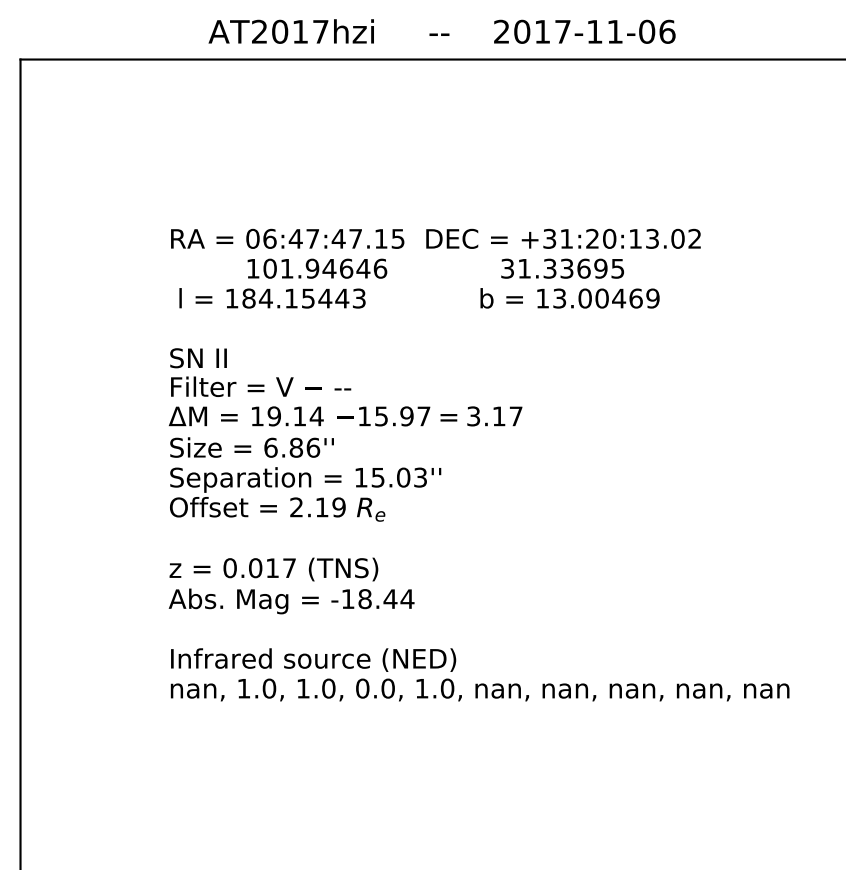 AT2017hzi -- 2017-11-06
RA = 06:47:47.15 DEC = +31:20:13.02
101.94646 31.33695
l = 184.15443 b = 13.00469
SN II
Filter = V − --
ΔM = 19.14 −15.97 = 3.17
Size = 6.86''
Separation = 15.03''
Offset = 2.19 Rₑ
z = 0.017 (TNS)
Abs. Mag = -18.44
Infrared source (NED)
nan, 1.0, 1.0, 0.0, 1.0, nan, nan, nan, nan, nan